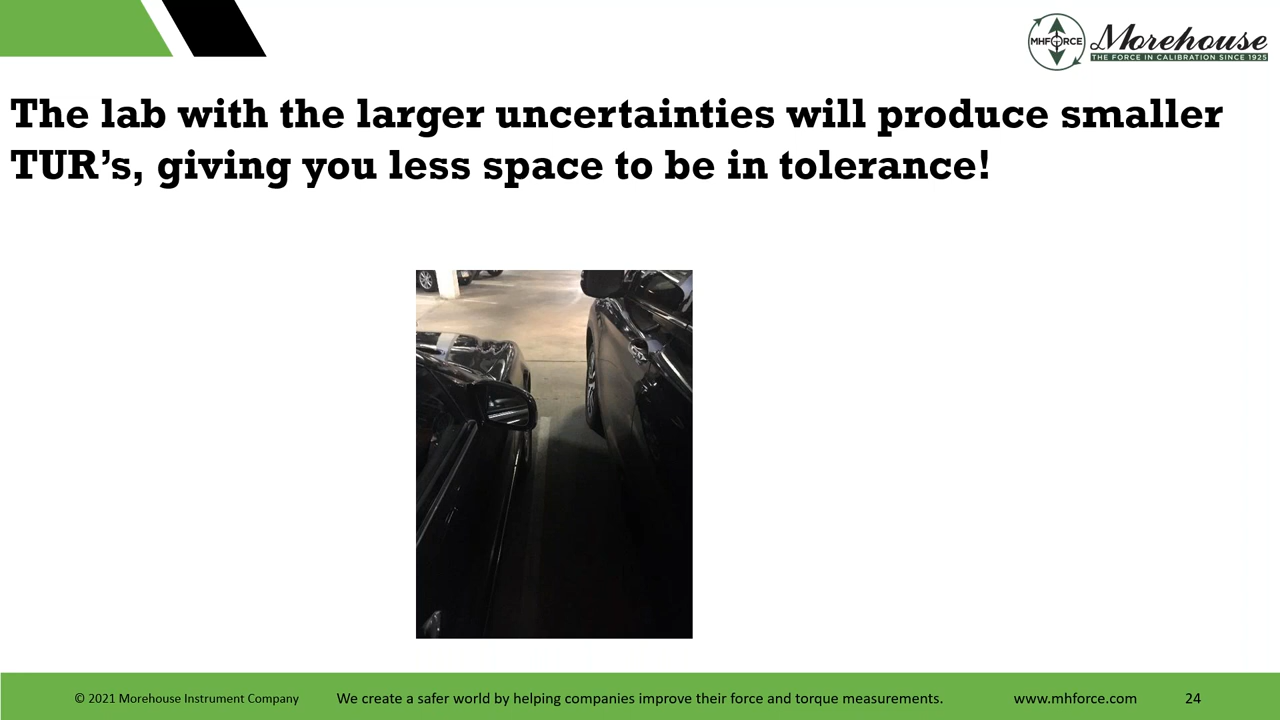 MHFORCE
Morehouse
THE FORCE IN CALIBRATION SINCE 1925
The lab with the larger uncertainties will produce smaller
TUR’s, giving you less space to be in tolerance!
© 2021 Morehouse Instrument Company
We create a safer world by helping companies improve their force and torque measurements.
www.mhforce.com
24